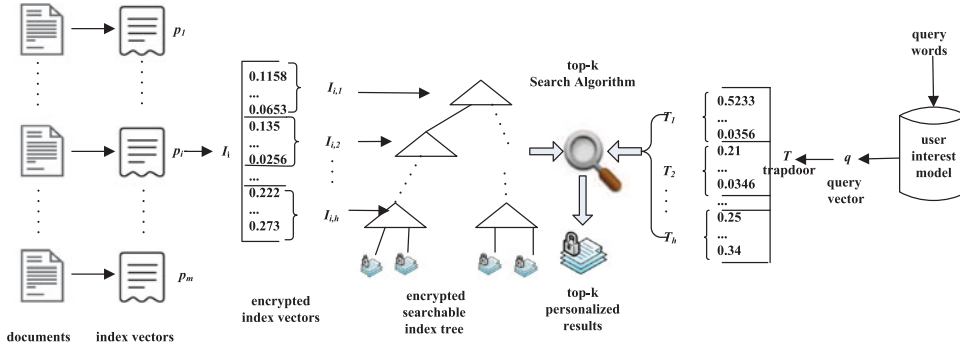 p1
0.1158
...
0.0653
0.135
...
0.0256
...
0.222
...
0.273
pi
Ii
pm
Ii,1
Ii,2
Ii,h
documents
index vectors
encrypted
index vectors
encrypted
searchable
index tree
top-k
Search Algorithm
top-k
personalized
results
T1
T2
Th
0.5233
...
0.0356
0.21
...
0.0346
...
0.25
...
0.34
T
trapdoor
q
query
vector
query
words
user
interest
model